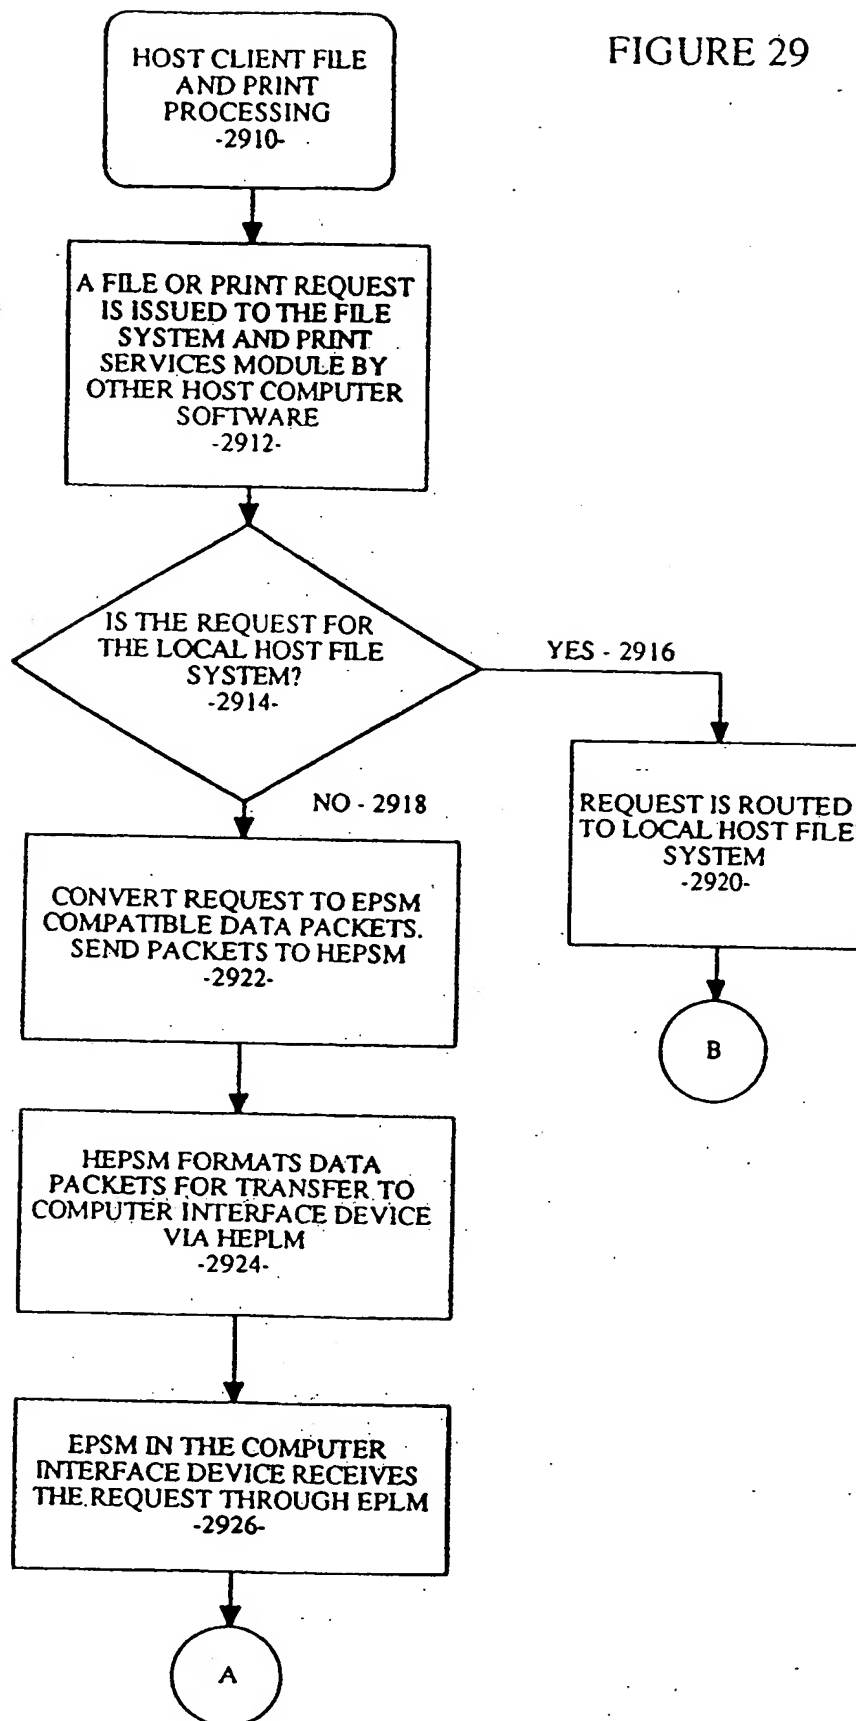 FIGURE 29
HOST CLIENT FILE
AND PRINT
PROCESSING
-2910-
A FILE OR PRINT REQUEST
IS ISSUED TO THE FILE
SYSTEM AND PRINT
SERVICES MODULE BY
OTHER HOST COMPUTER
SOFTWARE
-2912-
IS THE REQUEST FOR
THE LOCAL HOST FILE
SYSTEM?
-2914-
YES - 2916
NO - 2918
REQUEST IS ROUTED
TO LOCAL HOST FILE
SYSTEM
-2920-
B
CONVERT REQUEST TO EPSM
COMPATIBLE DATA PACKETS.
SEND PACKETS TO HEPSM
-2922-
HEPSM FORMATS DATA
PACKETS FOR TRANSFER TO
COMPUTER INTERFACE DEVICE
VIA HEPLM
-2924-
EPSM IN THE COMPUTER
INTERFACE DEVICE RECEIVES
THE REQUEST THROUGH EPLM
-2926-
A